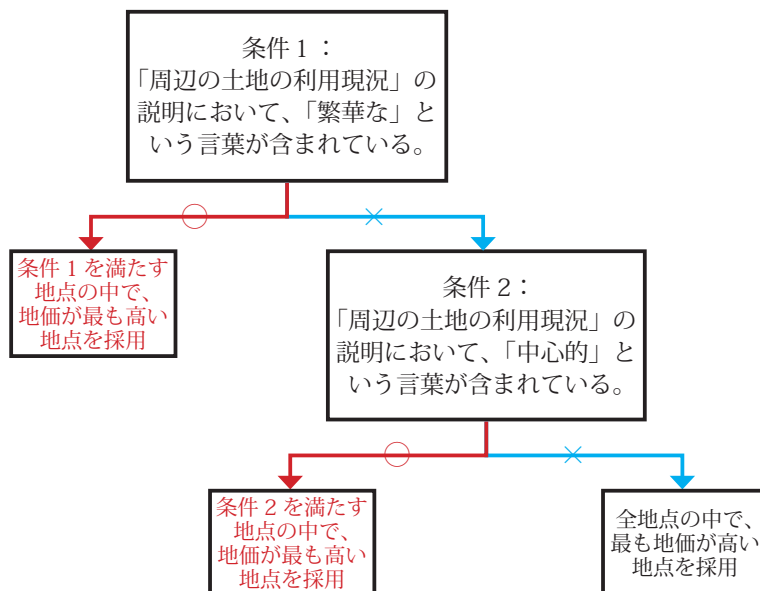 条件 1：
「周辺の土地の利用現況」の
説明において、「繁華な」と
いう言葉が含まれている。
条件 1 を満たす
地点の中で、
地価が最も高い
地点を採用
条件 2：
「周辺の土地の利用現況」の
説明において、「中心的」と
いう言葉が含まれている。
条件 2 を満たす
地点の中で、
地価が最も高い
地点を採用
全地点の中で、
最も地価が高い
地点を採用